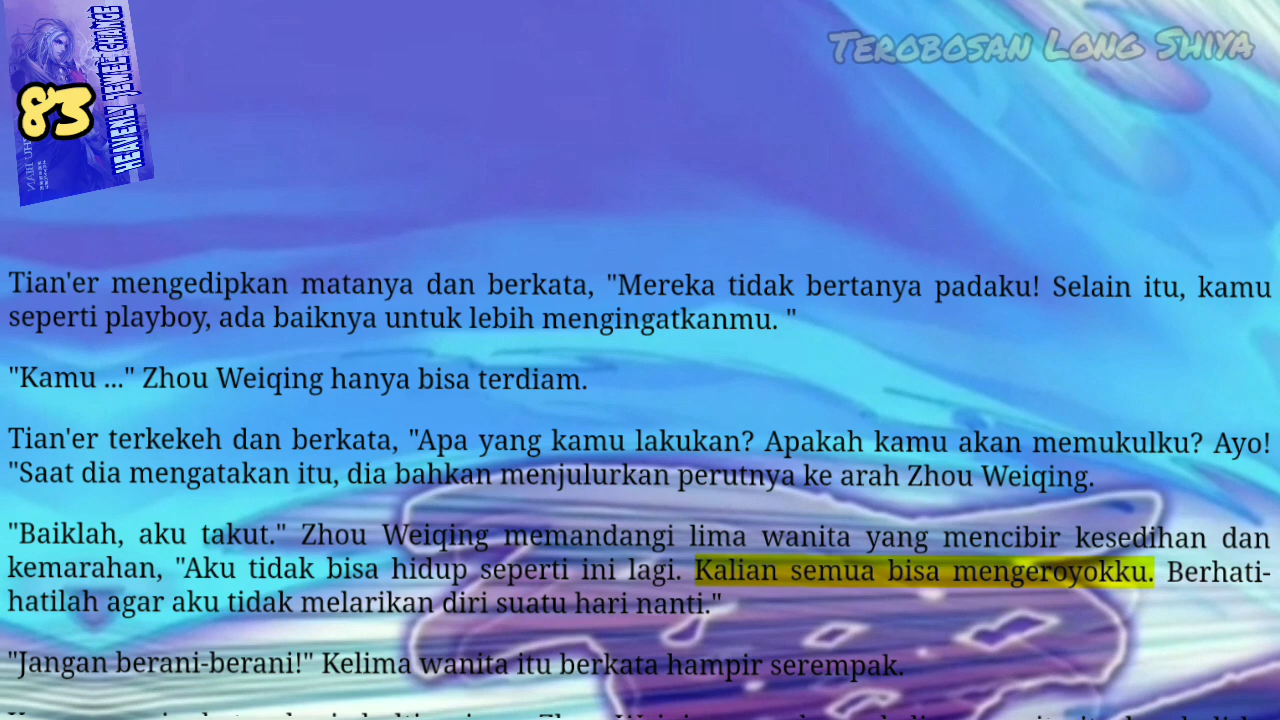 HEAVENLY JEWEL CHANGE
83
Terobosan Long Shiya
Tian'er mengedipkan matanya dan berkata, "Mereka tidak bertanya padaku! Selain itu, kamu
seperti playboy, ada baiknya untuk lebih mengingatkanmu. "
"Kamu ..." Zhou Weiqing hanya bisa terdiam.
Tian'er terkekeh dan berkata, "Apa yang kamu lakukan? Apakah kamu akan memukulku? Ayo!
"Saat dia mengatakan itu, dia bahkan menjulurkan perutnya ke arah Zhou Weiqing.
"Baiklah, aku takut." Zhou Weiqing memandangi lima wanita yang mencibir kesedihan dan
kemarahan, "Aku tidak bisa hidup seperti ini lagi. Kalian semua bisa mengeroyokku. Berhati-
hatilah agar aku tidak melarikan diri suatu hari nanti."
"Jangan berani-berani!" Kelima wanita itu berkata hampir serempak.